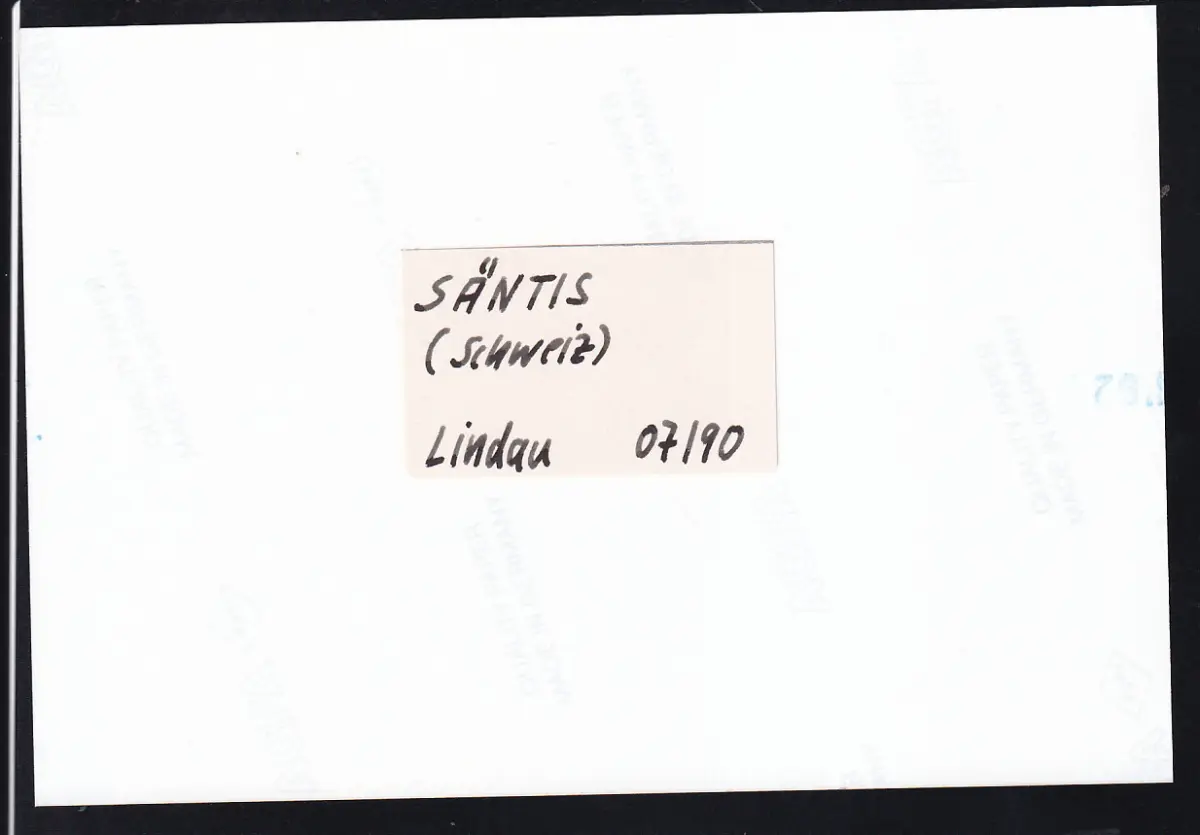 SÄNTIS
(Schweiz)
Lindau 07/90